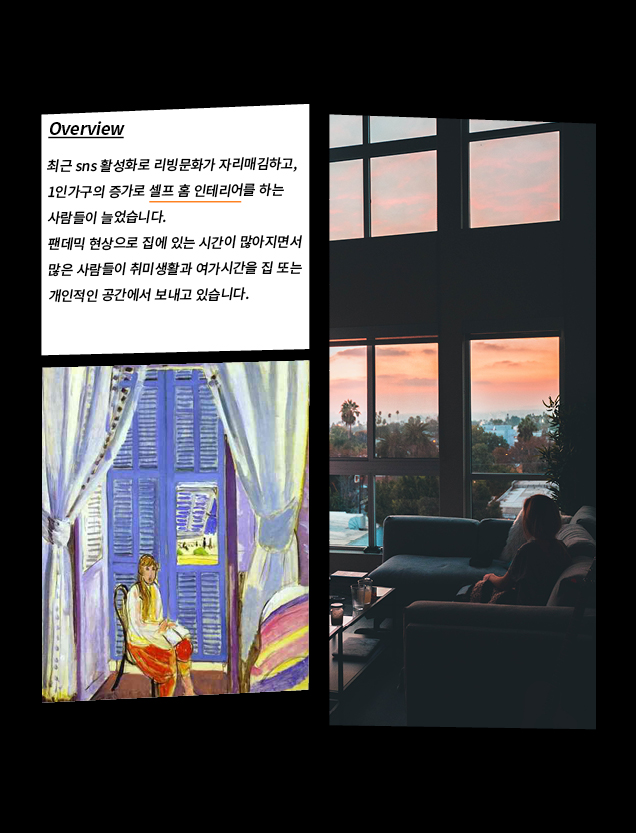 Overview
최근 sns 활성화로 리빙문화가 자리매김하고,
1인가구의 증가로 셀프 홈 인테리어를 하는
사람들이 늘었습니다.
팬데믹 현상으로 집에 있는 시간이 많아지면서
많은 사람들이 취미생활과 여가시간을 집 또는
개인적인 공간에서 보내고 있습니다.